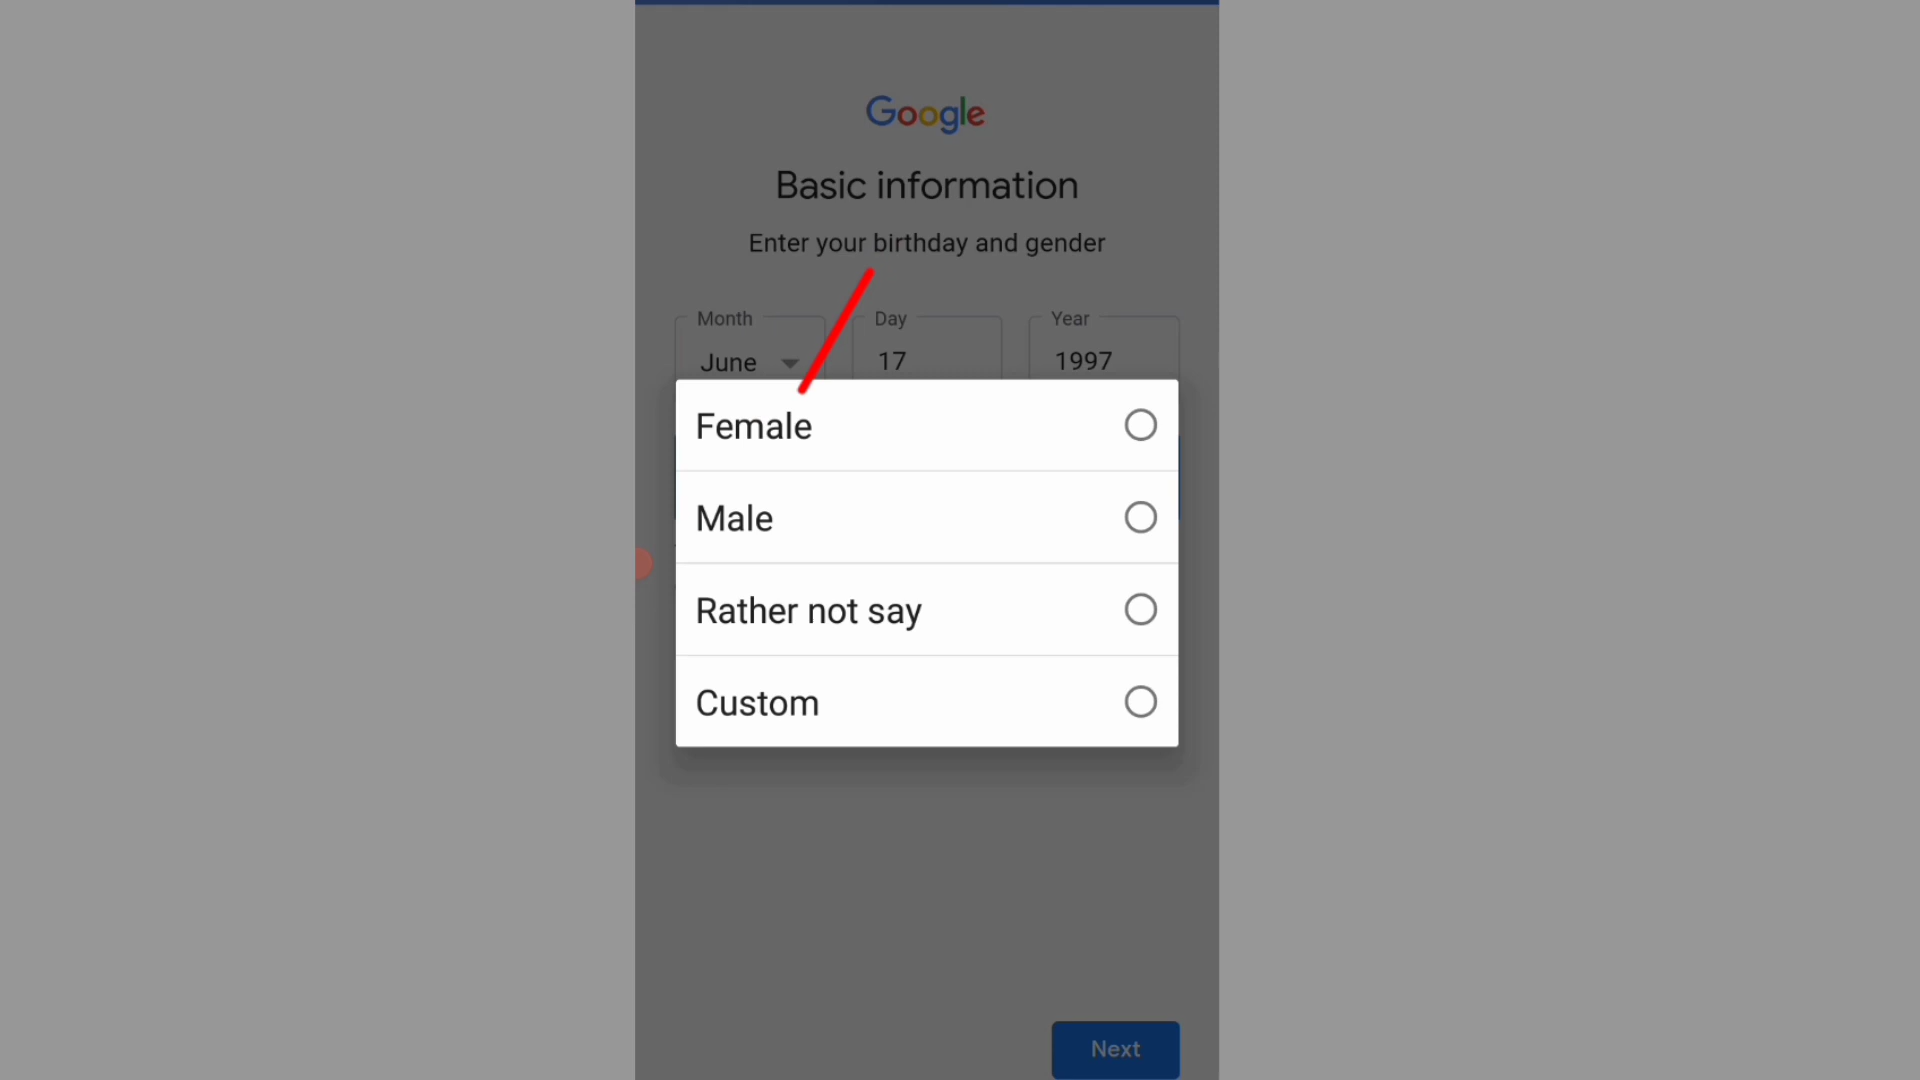 Google
Basic information
Enter your birthday and gender
Month Day Year
June 17 1997
Female
Male
Rather not say
Custom
Next